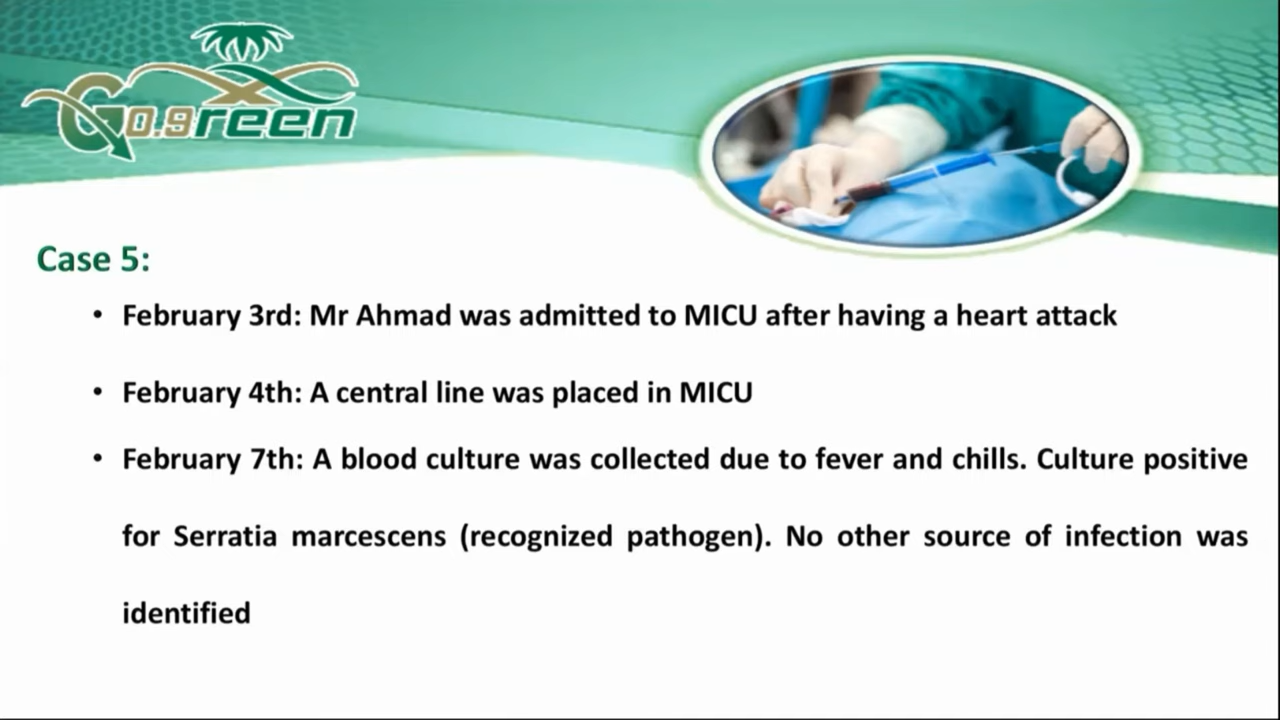 Go.green
Case 5:
• February 3rd: Mr Ahmad was admitted to MICU after having a heart attack
• February 4th: A central line was placed in MICU
• February 7th: A blood culture was collected due to fever and chills. Culture positive
for Serratia marcescens (recognized pathogen). No other source of infection was
identified